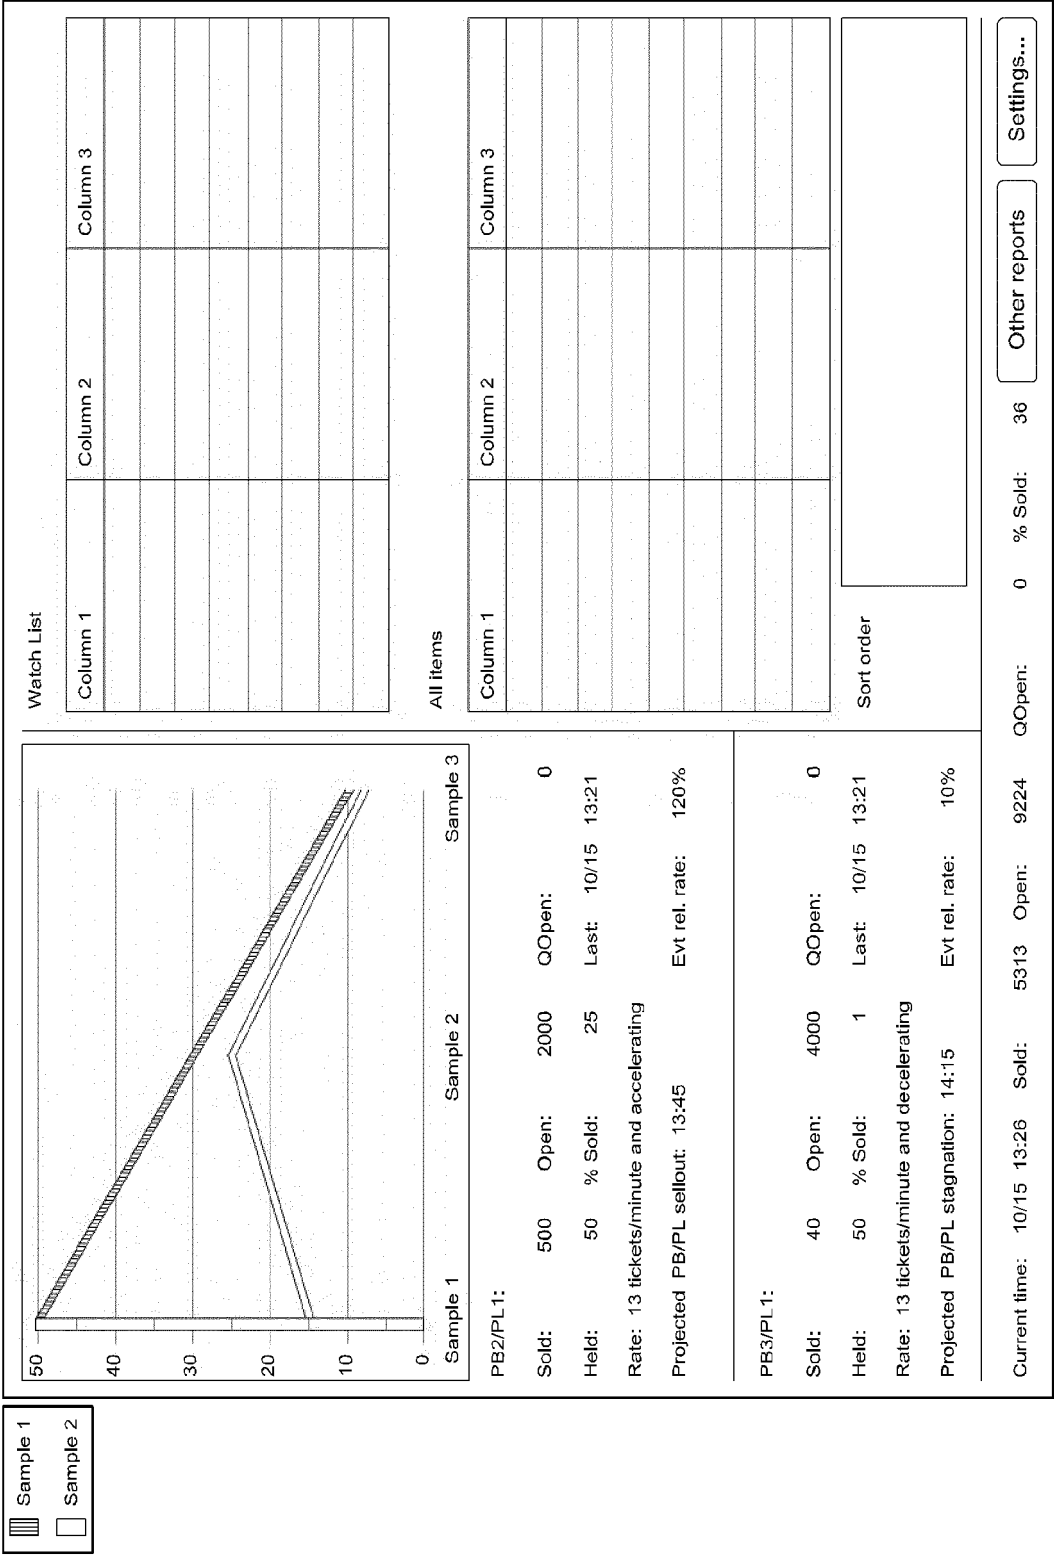 Sample 1
Sample 2
50
40
30
20
10
0
Sample 1 Sample 2 Sample 3
PB2/PL1:
Sold: 500 Open: 2000 QOpen: 0
Held: 50 % Sold: 25 Last: 10/15 13:21
Rate: 13 tickets/minute and accelerating
Projected PB/PL sellout: 13:45 Evt rel. rate: 120%
PB3/PL1:
Sold: 40 Open: 4000 QOpen: 0
Held: 50 % Sold: 1 Last: 10/15 13:21
Rate: 13 tickets/minute and decelerating
Projected PB/PL stagnation: 14:15 Evt rel. rate: 10%
Watch List
Column 1 Column 2 Column 3
All items
Column 1 Column 2 Column 3
Sort order
Current time: 10/15 13:26 Sold: 5313 Open: 9224 QOpen: 0 % Sold: 36 Other reports Settings...